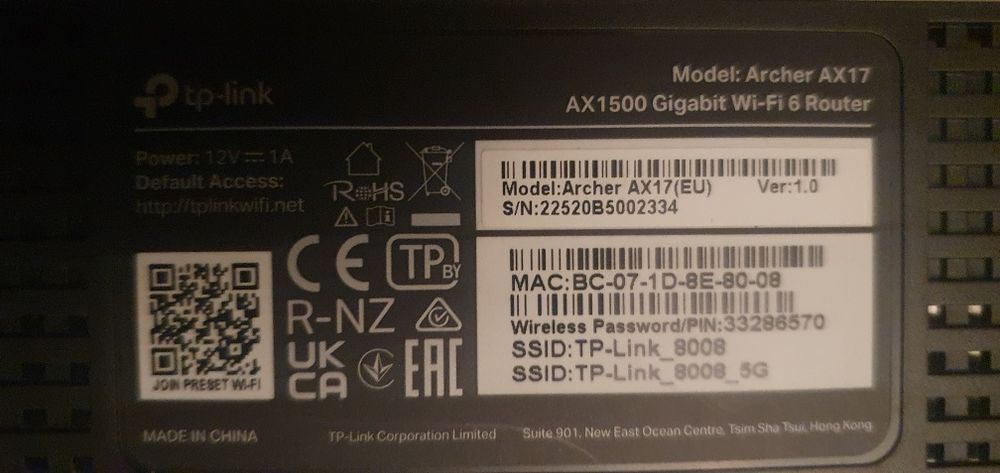 tp-link
Model: Archer AX17
AX1500 Gigabit Wi-Fi 6 Router
Power: 12V⎓1A
Default Access:
http://tplinkwifi.net
RoHS
Model:Archer AX17(EU) Ver:1.0
S/N:22520B5002334
CE TP BY
R-NZ
UK
CA
EAC
MAC:BC-07-1D-8E-80-08
Wireless Password/PIN:33286570
SSID:TP-Link_8008
SSID:TP-Link_8008_5G
JOIN PRESET WI-FI
MADE IN CHINA
TP-Link Corporation Limited
Suite 901, New East Ocean Centre, Tsim Sha Tsui, Hong Kong